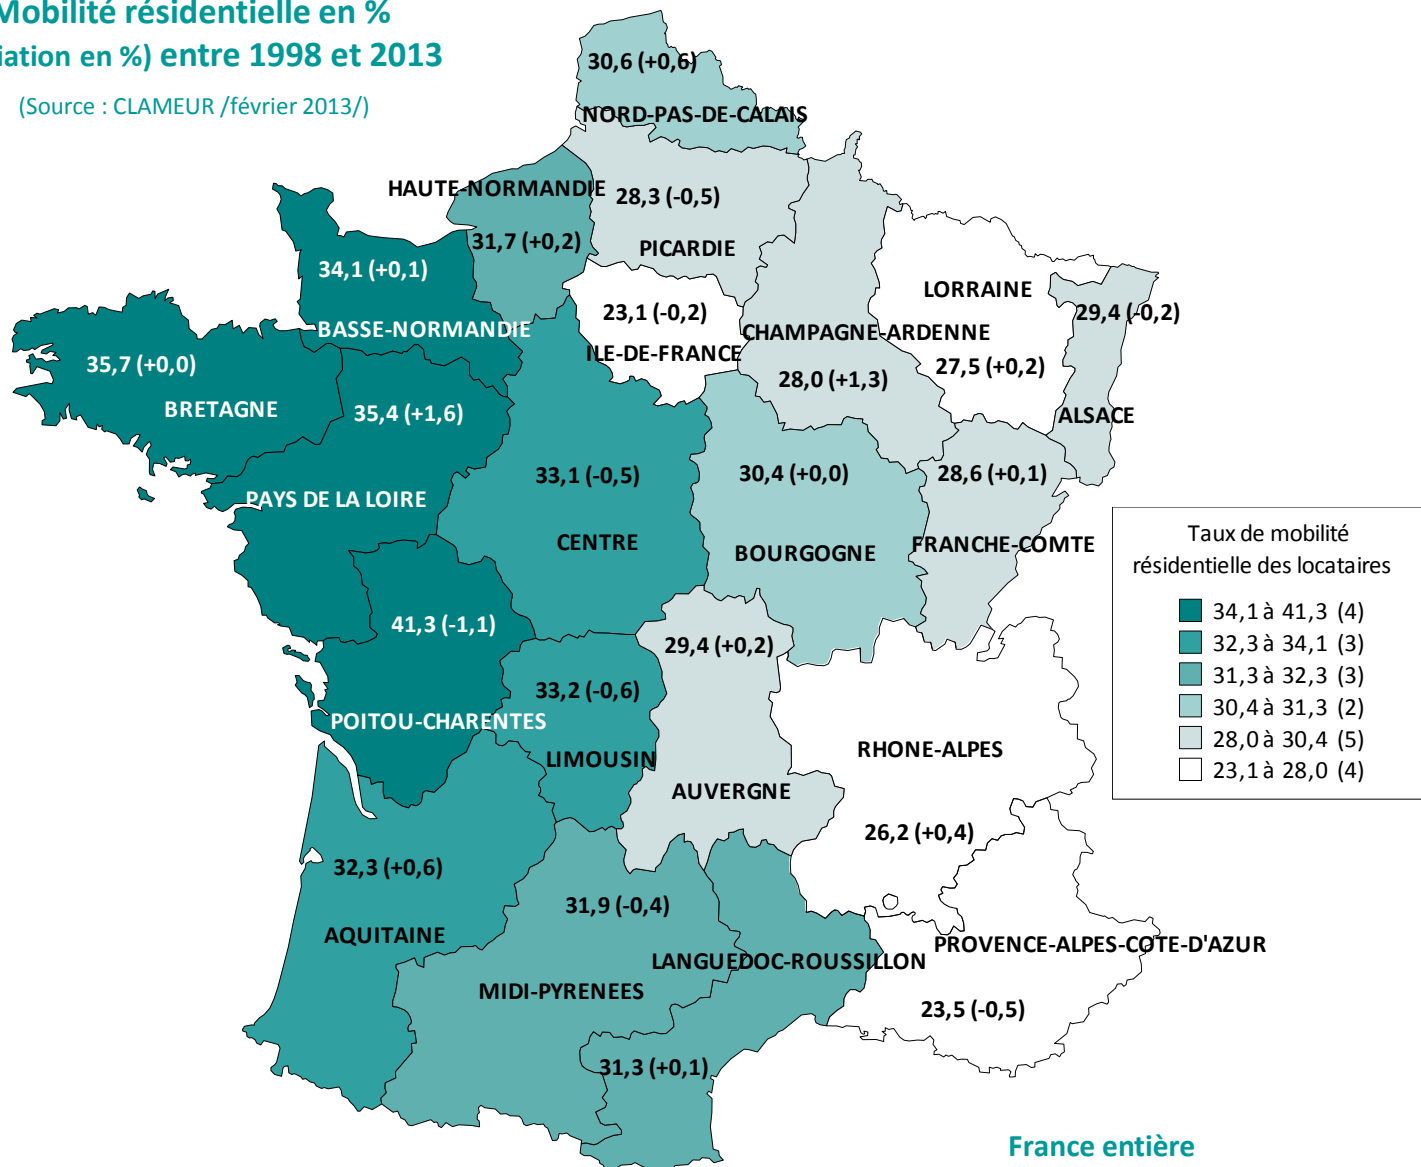 Mobilité résidentielle en %
iation en %) entre 1998 et 2013
(Source : CLAMEUR /février 2013/)
30,6 (+0,6)
NORD-PAS-DE-CALAIS
HAUTE-NORMANDIE
31,7 (+0,2)
28,3 (-0,5)
PICARDIE
34,1 (+0,1)
BASSE-NORMANDIE
23,1 (-0,2)
ILE-DE-FRANCE
CHAMPAGNE-ARDENNE
28,0 (+1,3)
LORRAINE
27,5 (+0,2)
29,4 (-0,2)
ALSACE
35,7 (+0,0)
BRETAGNE
35,4 (+1,6)
PAYS DE LA LOIRE
33,1 (-0,5)
CENTRE
30,4 (+0,0)
BOURGOGNE
28,6 (+0,1)
FRANCHE-COMTE
41,3 (-1,1)
POITOU-CHARENTES
33,2 (-0,6)
LIMOUSIN
29,4 (+0,2)
AUVERGNE
RHONE-ALPES
26,2 (+0,4)
32,3 (+0,6)
AQUITAINE
31,9 (-0,4)
MIDI-PYRENEES
LANGUEDOC-ROUSSILLON
31,3 (+0,1)
PROVENCE-ALPES-COTE-D'AZUR
23,5 (-0,5)
Taux de mobilité
résidentielle des locataires
34,1 à 41,3 (4)
32,3 à 34,1 (3)
31,3 à 32,3 (3)
30,4 à 31,3 (2)
28,0 à 30,4 (5)
23,1 à 28,0 (4)
France entière